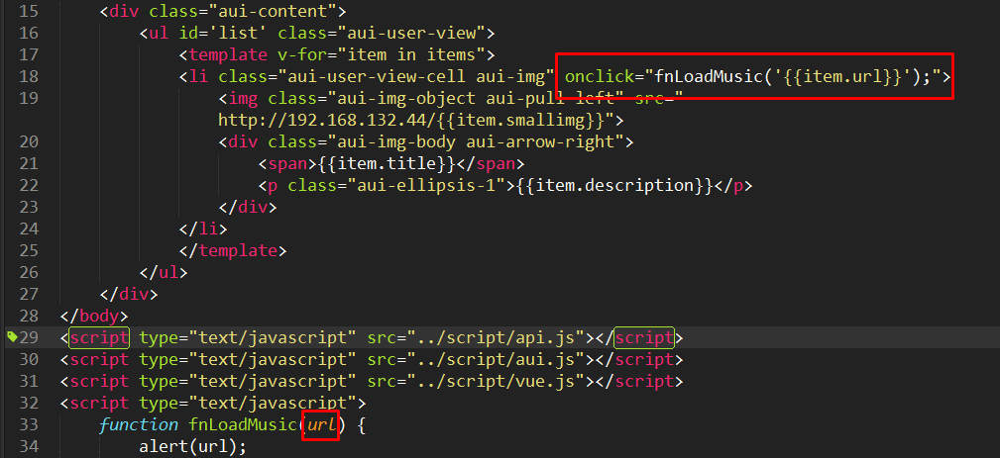 15 <div class="aui-content">
16 <ul id='list' class="aui-user-view">
17 <template v-for="item in items">
18 <li class="aui-user-view-cell aui-img" onclick="fnLoadMusic('{{item.url}}');">
19 <img class="aui-img-object aui-pull-left" src="
http://192.168.132.44/{{item.smallimg}}">
20 <div class="aui-img-body aui-arrow-right">
21 <span>{{item.title}}</span>
22 <p class="aui-ellipsis-1">{{item.description}}</p>
23 </div>
24 </li>
25 </template>
26 </ul>
27 </div>
28 </body>
29 <script type="text/javascript" src="../script/api.js"></script>
30 <script type="text/javascript" src="../script/aui.js"></script>
31 <script type="text/javascript" src="../script/vue.js"></script>
32 <script type="text/javascript">
33 function fnLoadMusic(url) {
34 alert(url);